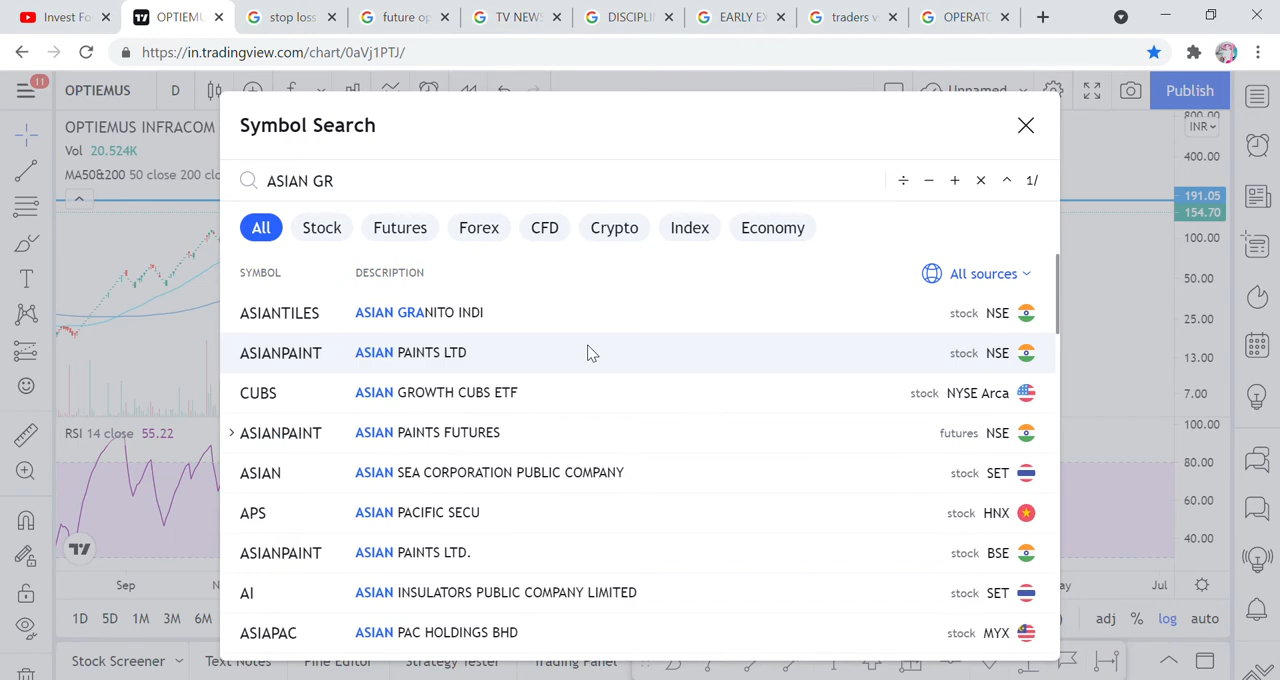 Invest Fo
OPTIEMU
stop loss
future op
TV NEWS
DISCIPLIN
EARLY EX
traders v
OPERATO
https://in.tradingview.com/chart/0aVj1PTJ/
11
OPTIEMUS
D
Unnamed
Publish
OPTIEMUS INFRACOM
Vol 20.524K
MA50&200 50 close 200 clo
Symbol Search
ASIAN GR
÷ − + × ^ 1/
All
Stock
Futures
Forex
CFD
Crypto
Index
Economy
SYMBOL
DESCRIPTION
All sources
ASIANTILES ASIAN GRANITO INDI stock NSE
ASIANPAINT ASIAN PAINTS LTD stock NSE
CUBS ASIAN GROWTH CUBS ETF stock NYSE Arca
ASIANPAINT ASIAN PAINTS FUTURES futures NSE
ASIAN ASIAN SEA CORPORATION PUBLIC COMPANY stock SET
APS ASIAN PACIFIC SECU stock HNX
ASIANPAINT ASIAN PAINTS LTD. stock BSE
AI ASIAN INSULATORS PUBLIC COMPANY LIMITED stock SET
ASIAPAC ASIAN PAC HOLDINGS BHD stock MYX
800.00
INR
400.00
191.05
154.70
100.00
50.00
25.00
13.00
7.00
RSI 14 close 55.22
100.00
80.00
60.00
40.00
Sep
Jul
1D 5D 1M 3M 6M
adj % log auto
Stock Screener
Text Notes
Pine Editor
Strategy Tester
Trading Panel